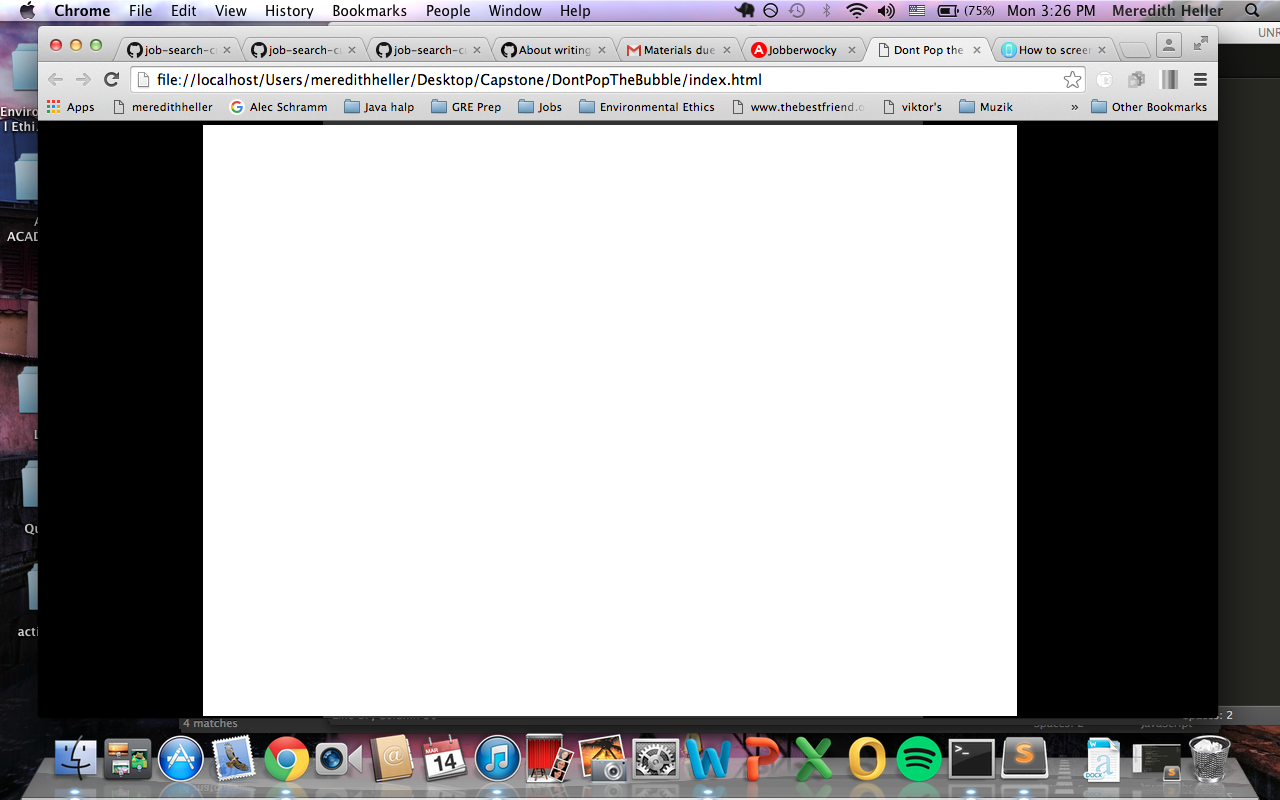 Chrome File Edit View History Bookmarks People Window Help (75%) Mon 3:26 PM Meredith Heller
job-search-c job-search-c job-search-c About writing Materials due Jobberwocky Dont Pop the How to screen
UNR
file://localhost/Users/meredithheller/Desktop/Capstone/DontPopTheBubble/index.html
Apps meredithheller Alec Schramm Java halp GRE Prep Jobs Environmental Ethics www.thebestfriend.o viktor's Muzik » Other Bookmarks
Enviro
l Ethi.
ACAD
Qu
acti
4 matches
Spaces: 2
JavaScript
MAR
14
DOCX